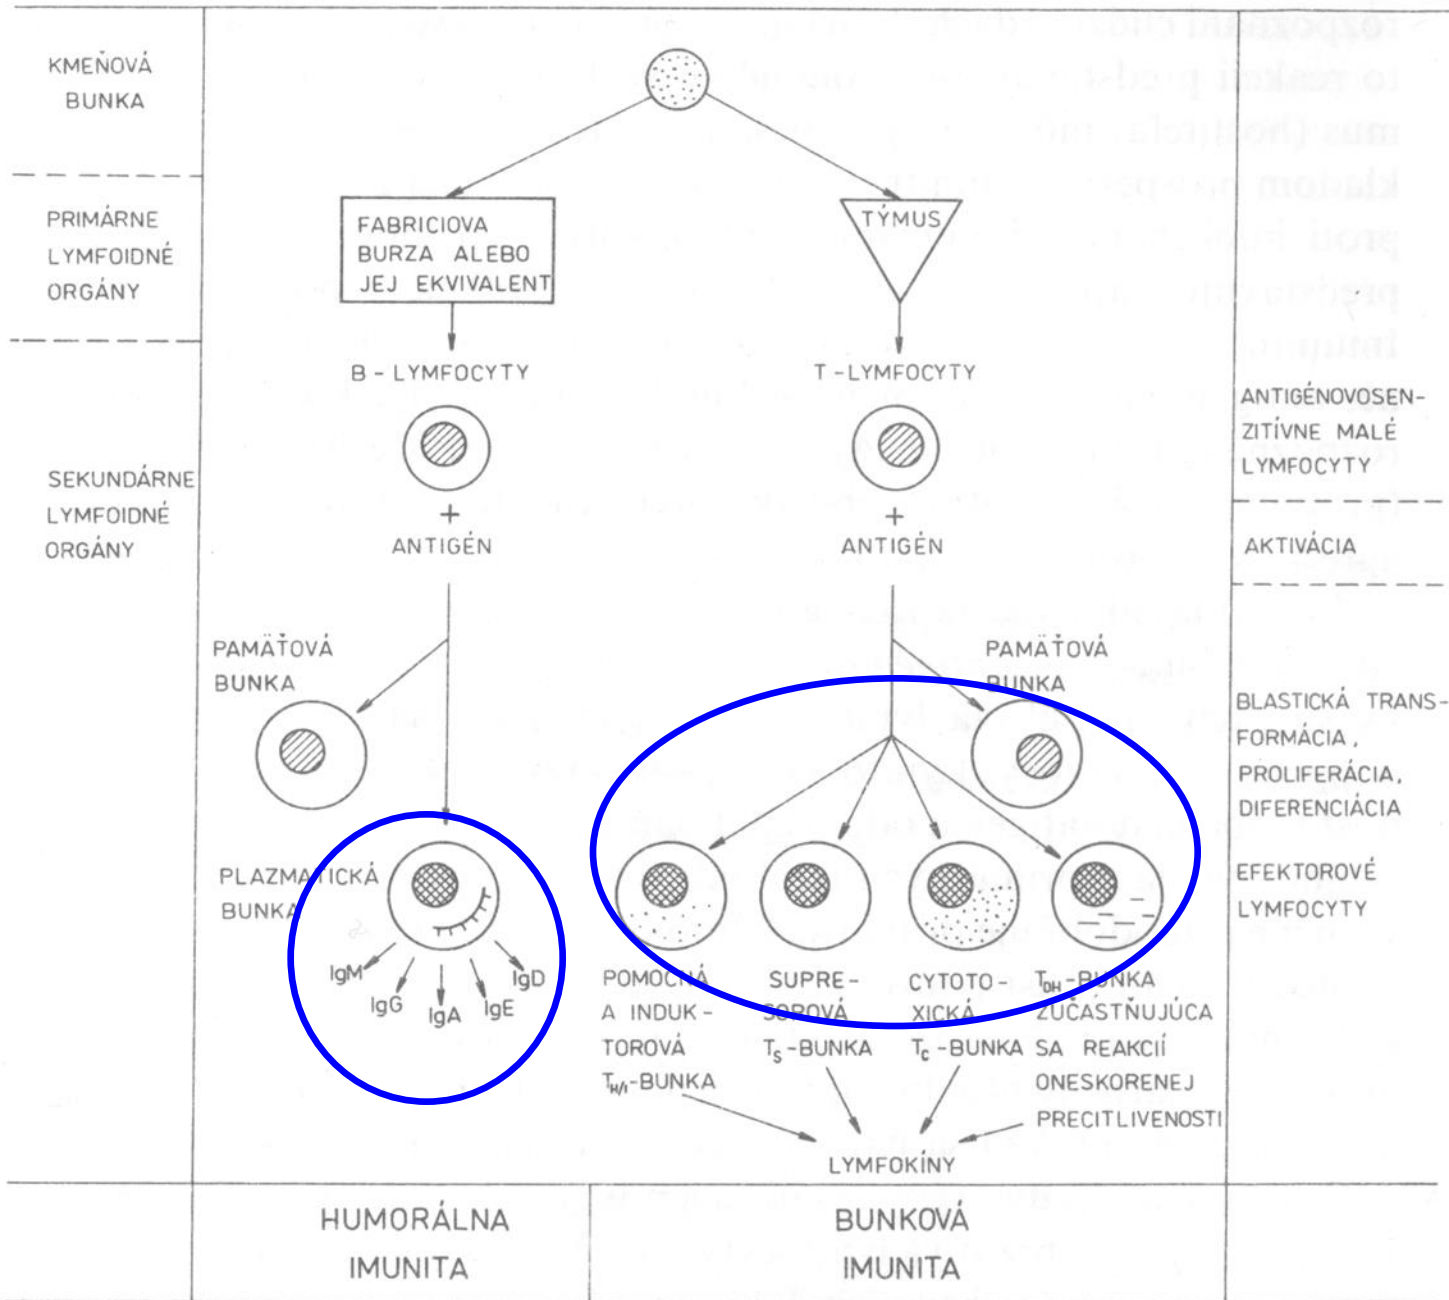 KMEŇOVÁ
BUNKA
PRIMÁRNE
LYMFOIDNÉ
ORGÁNY
FABRICIOVA
BURZA ALEBO
JEJ EKVIVALENT
TÝMUS
B - LYMFOCYTY
T - LYMFOCYTY
ANTIGÉNOVOSEN-
ZITÍVNE MALÉ
LYMFOCYTY
SEKUNDÁRNE
LYMFOIDNÉ
ORGÁNY
+
ANTIGÉN
+
ANTIGÉN
AKTIVÁCIA
PAMÄŤOVÁ
BUNKA
PAMÄŤOVÁ
BUNKA
BLASTICKÁ TRANS-
FORMÁCIA,
PROLIFERÁCIA,
DIFERENCIÁCIA
PLAZMATICKÁ
BUNKA
EFEKTOROVÉ
LYMFOCYTY
IgM
IgG
IgA
IgE
IgD
POMOCNÁ
A INDUK-
TOROVÁ
TH/I-BUNKA
SUPRE-
SOROVÁ
TS-BUNKA
CYTOTO-
XICKÁ
TC-BUNKA
TDH-BUNKA
ZÚČASTŇUJÚCA
SA REAKCIÍ
ONESKORENEJ
PRECITLIVENOSTI
LYMFOKÍNY
HUMORÁLNA
IMUNITA
BUNKOVÁ
IMUNITA